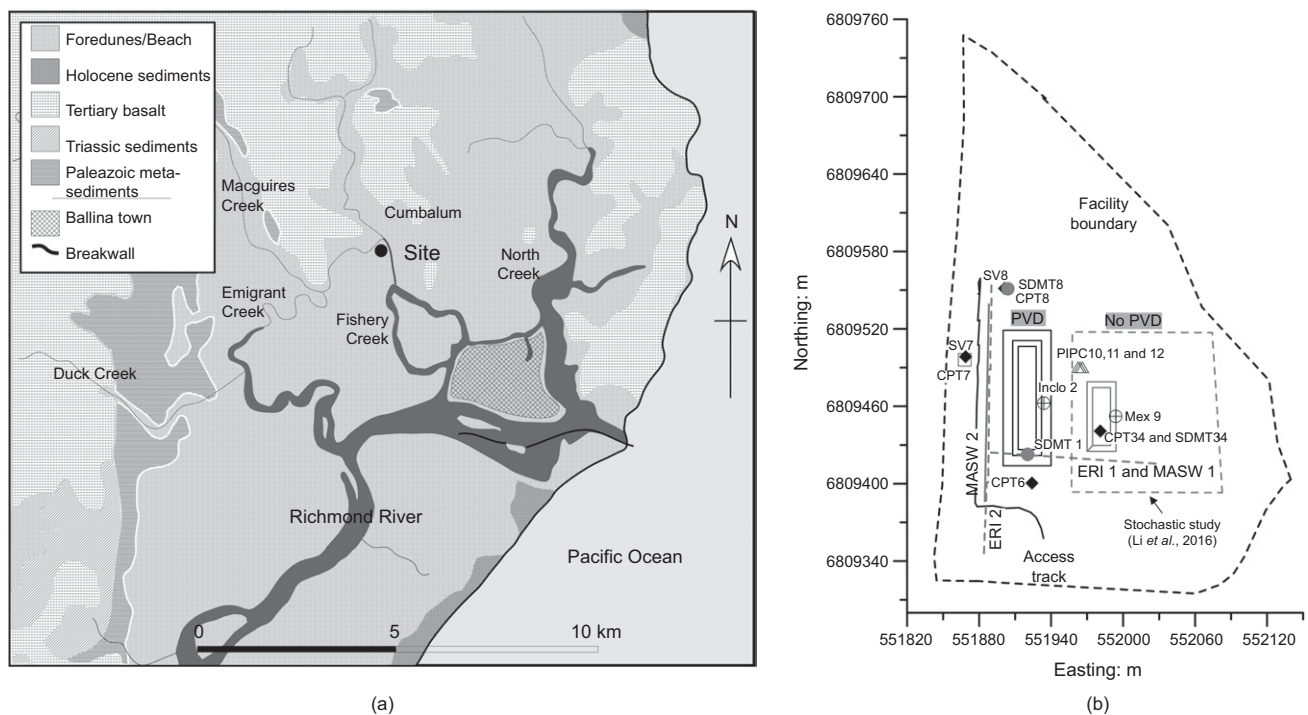 Foredunes/Beach
Holocene sediments
Tertiary basalt
Triassic sediments
Paleazoic meta-
sediments
Ballina town
Breakwall
Macguires
Creek
Cumbalum
Site
North
Creek
N
Emigrant
Creek
Fishery
Creek
Duck Creek
Richmond River
Pacific Ocean
0 5 10 km
(a)
6809760
6809700
6809640
6809580
6809520
6809460
6809400
6809340
Northing: m
Facility
boundary
SV8
SDMT8
CPT8
PVD
No PVD
SV7
CPT7
PIPC10,11 and 12
Inclo 2
Mex 9
CPT34 and SDMT34
SDMT 1
MASW 2
ERI 1 and MASW 1
CPT6
ERI 2
Stochastic study
(Li et al., 2016)
Access
track
551820 551880 551940 552000 552060 552120
Easting: m
(b)